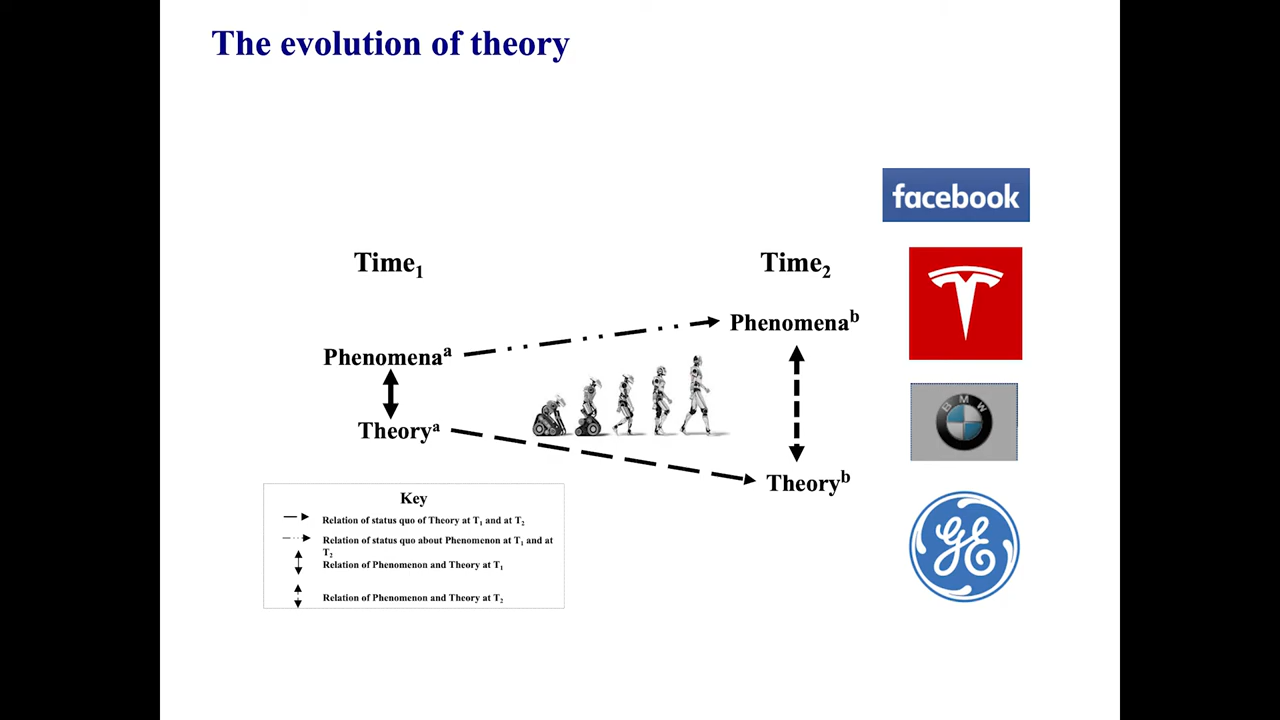 The evolution of theory
facebook
Time1
Time2
Phenomenab
Phenomenaa
BMW
Theorya
Theoryb
Key
Relation of status quo of Theory at T1 and at T2
Relation of status quo about Phenomenon at T1 and at
T2
Relation of Phenomenon and Theory at T1
Relation of Phenomenon and Theory at T2
GE